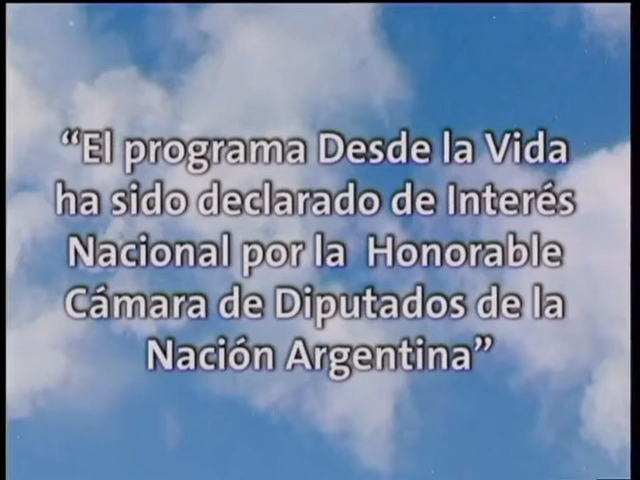 “El programa Desde la Vida
ha sido declarado de Interés
Nacional por la Honorable
Cámara de Diputados de la
Nación Argentina”